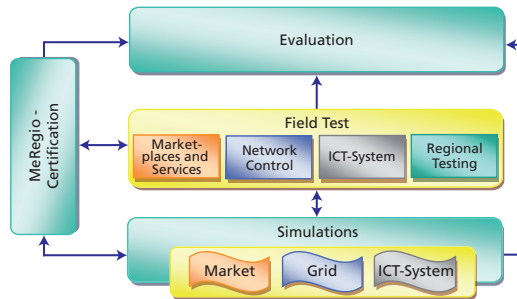 Evaluation
MeRegio -
Certification
Field Test
Market-
places and
Services
Network
Control
ICT-System
Regional
Testing
Simulations
Market
Grid
ICT-System